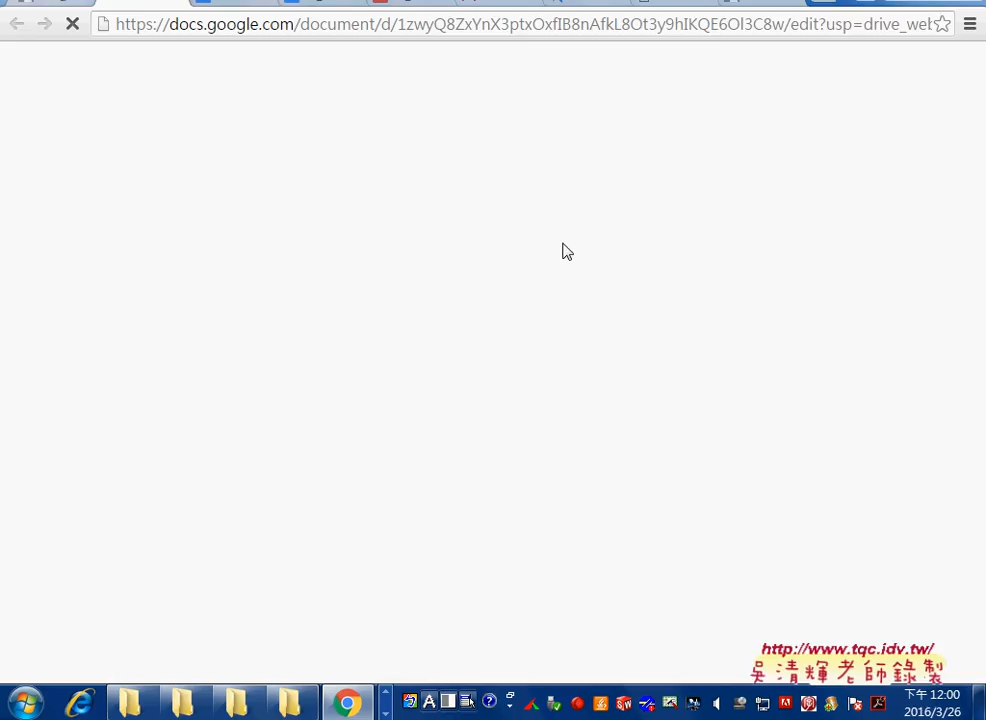 https://docs.google.com/document/d/1zwyQ8ZxYnX3ptxOxflB8nAfkL8Ot3y9hIKQE6Ol3C8w/edit?usp=drive_wel
http://www.tqc.idv.tw/
吳清輝老師錄製
下午 12:00
2016/3/26